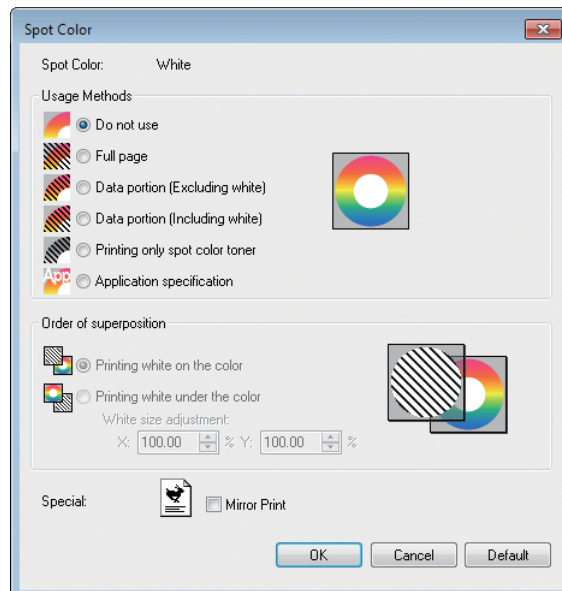 Spot Color
Spot Color: White
Usage Methods
Do not use
Full page
Data portion (Excluding white)
Data portion (Including white)
Printing only spot color toner
App Application specification
Order of superposition
Printing white on the color
Printing white under the color
White size adjustment:
X: 100.00 % Y: 100.00 %
Special: Mirror Print
OK Cancel Default